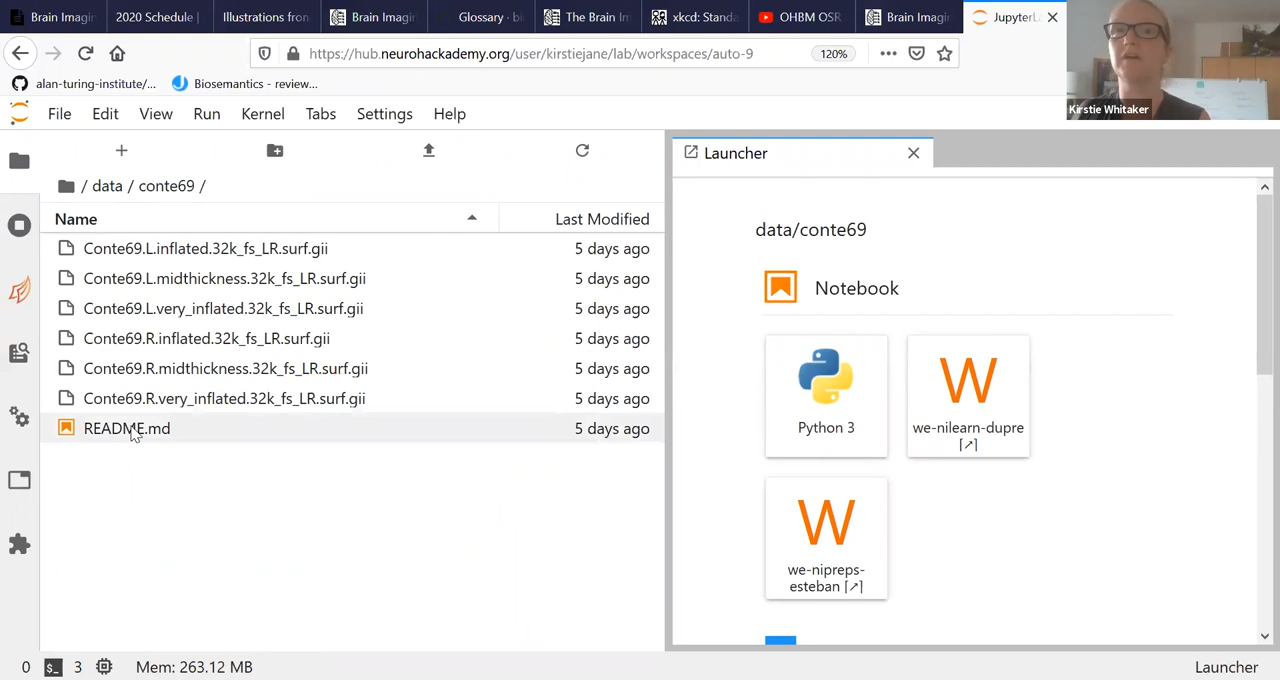 Brain Imagin
2020 Schedule |
Illustrations fron
Brain Imagin
Glossary · bi
The Brain In
xkcd: Standa
OHBM OSR
Brain Imagin
JupyterLa
https://hub.neurohackademy.org/user/kirstiejane/lab/workspaces/auto-9
120%
alan-turing-institute/...
Biosemantics - review...
Kirstie Whitaker
File Edit View Run Kernel Tabs Settings Help
/ data / conte69 /
Name Last Modified
Conte69.L.inflated.32k_fs_LR.surf.gii 5 days ago
Conte69.L.midthickness.32k_fs_LR.surf.gii 5 days ago
Conte69.L.very_inflated.32k_fs_LR.surf.gii 5 days ago
Conte69.R.inflated.32k_fs_LR.surf.gii 5 days ago
Conte69.R.midthickness.32k_fs_LR.surf.gii 5 days ago
Conte69.R.very_inflated.32k_fs_LR.surf.gii 5 days ago
README.md 5 days ago
Launcher
data/conte69
Notebook
Python 3
W
we-nilearn-dupre
[↗]
W
we-nipreps-
esteban [↗]
0 $_ 3 Mem: 263.12 MB Launcher